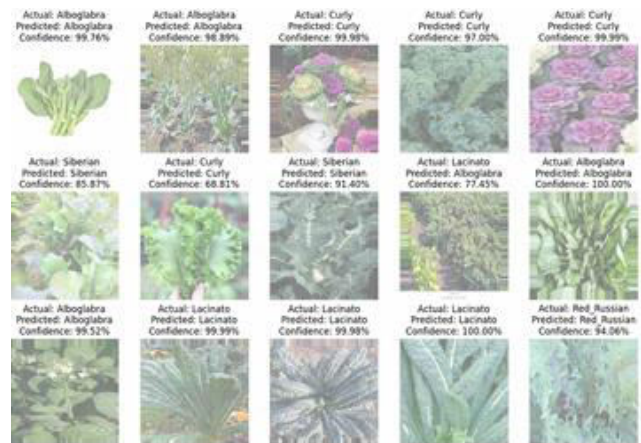 Actual: Alboglabra
Predicted: Alboglabra
Confidence: 99.76%
Actual: Alboglabra
Predicted: Alboglabra
Confidence: 98.89%
Actual: Curly
Predicted: Curly
Confidence: 99.98%
Actual: Curly
Predicted: Curly
Confidence: 97.00%
Actual: Curly
Predicted: Curly
Confidence: 99.99%
Actual: Siberian
Predicted: Siberian
Confidence: 85.87%
Actual: Curly
Predicted: Curly
Confidence: 68.81%
Actual: Siberian
Predicted: Siberian
Confidence: 91.40%
Actual: Lacinato
Predicted: Alboglabra
Confidence: 77.45%
Actual: Alboglabra
Predicted: Alboglabra
Confidence: 100.00%
Actual: Alboglabra
Predicted: Alboglabra
Confidence: 99.52%
Actual: Lacinato
Predicted: Lacinato
Confidence: 99.99%
Actual: Lacinato
Predicted: Lacinato
Confidence: 99.98%
Actual: Lacinato
Predicted: Lacinato
Confidence: 100.00%
Actual: Red_Russian
Predicted: Red_Russian
Confidence: 94.06%